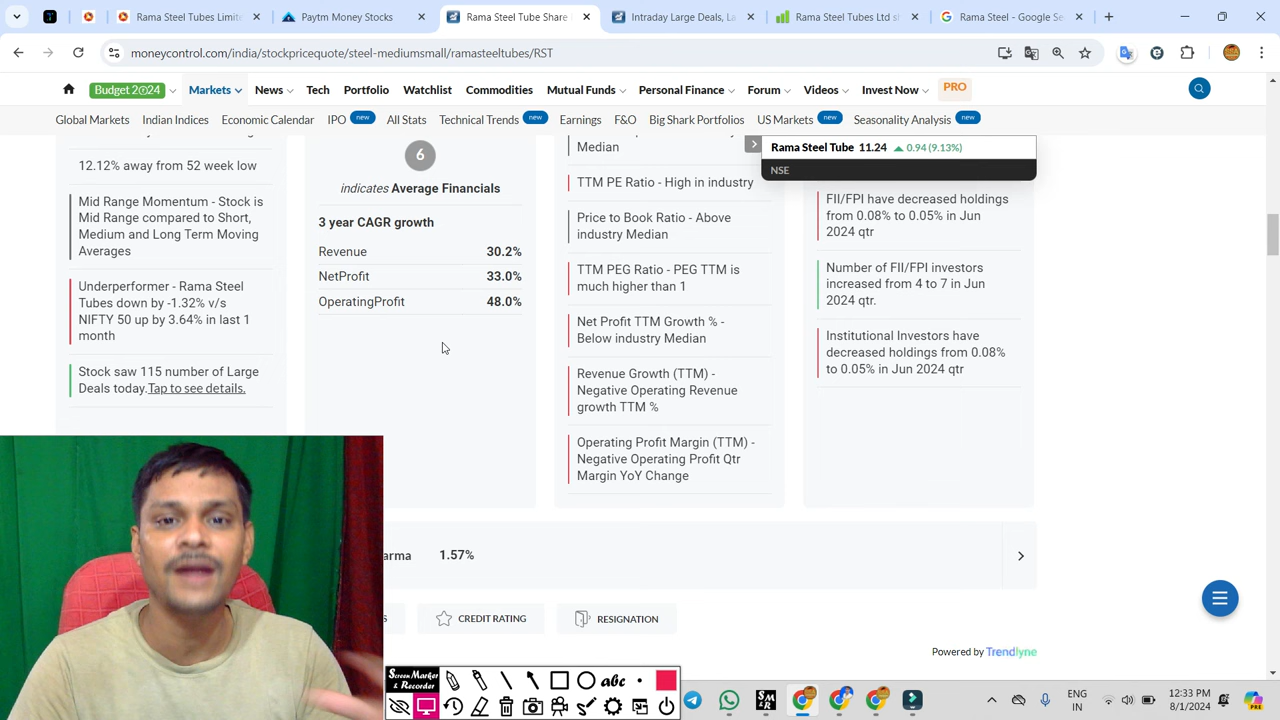 Rama Steel Tubes Limit
Paytm Money Stocks
Rama Steel Tube Share
Intraday Large Deals, La
Rama Steel Tubes Ltd s
Rama Steel - Google Se
moneycontrol.com/india/stockpricequote/steel-mediumsmall/ramasteeltubes/RST
Budget 2024 Markets News Tech Portfolio Watchlist Commodities Mutual Funds Personal Finance Forum Videos Invest Now PRO
Global Markets Indian Indices Economic Calendar IPO new All Stats Technical Trends new Earnings F&O Big Shark Portfolios US Markets new Seasonality Analysis new
12.12% away from 52 week low
Mid Range Momentum - Stock is
Mid Range compared to Short,
Medium and Long Term Moving
Averages
Underperformer - Rama Steel
Tubes down by -1.32% v/s
NIFTY 50 up by 3.64% in last 1
month
Stock saw 115 number of Large
Deals today.Tap to see details.
6
indicates Average Financials
3 year CAGR growth
Revenue 30.2%
NetProfit 33.0%
OperatingProfit 48.0%
Median
TTM PE Ratio - High in industry
Price to Book Ratio - Above
industry Median
TTM PEG Ratio - PEG TTM is
much higher than 1
Net Profit TTM Growth % -
Below industry Median
Revenue Growth (TTM) -
Negative Operating Revenue
growth TTM %
Operating Profit Margin (TTM) -
Negative Operating Profit Qtr
Margin YoY Change
Rama Steel Tube 11.24 0.94 (9.13%)
NSE
FII/FPI have decreased holdings
from 0.08% to 0.05% in Jun
2024 qtr
Number of FII/FPI investors
increased from 4 to 7 in Jun
2024 qtr.
Institutional Investors have
decreased holdings from 0.08%
to 0.05% in Jun 2024 qtr
arma 1.57%
S
CREDIT RATING
RESIGNATION
Powered by Trendlyne
Screen Marker
& Recorder
abc
ENG
IN
12:33 PM
8/1/2024
PRE